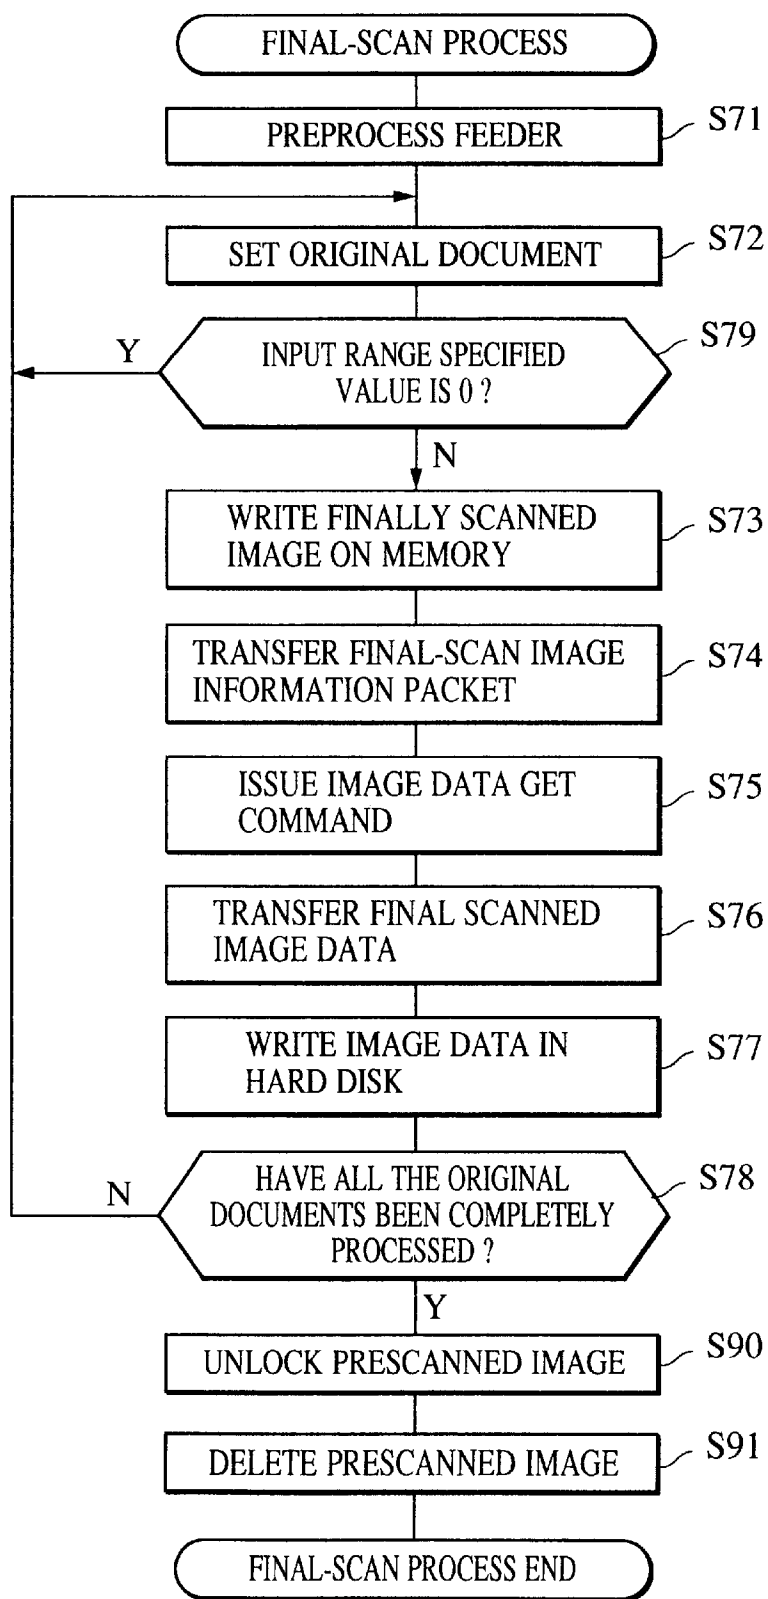 FINAL-SCAN PROCESS
PREPROCESS FEEDER
S71
SET ORIGINAL DOCUMENT
S72
INPUT RANGE SPECIFIED
VALUE IS 0 ?
S79
Y
N
WRITE FINALLY SCANNED
IMAGE ON MEMORY
S73
TRANSFER FINAL-SCAN IMAGE
INFORMATION PACKET
S74
ISSUE IMAGE DATA GET
COMMAND
S75
TRANSFER FINAL SCANNED
IMAGE DATA
S76
WRITE IMAGE DATA IN
HARD DISK
S77
HAVE ALL THE ORIGINAL
DOCUMENTS BEEN COMPLETELY
PROCESSED ?
S78
N
Y
UNLOCK PRESCANNED IMAGE
S90
DELETE PRESCANNED IMAGE
S91
FINAL-SCAN PROCESS END